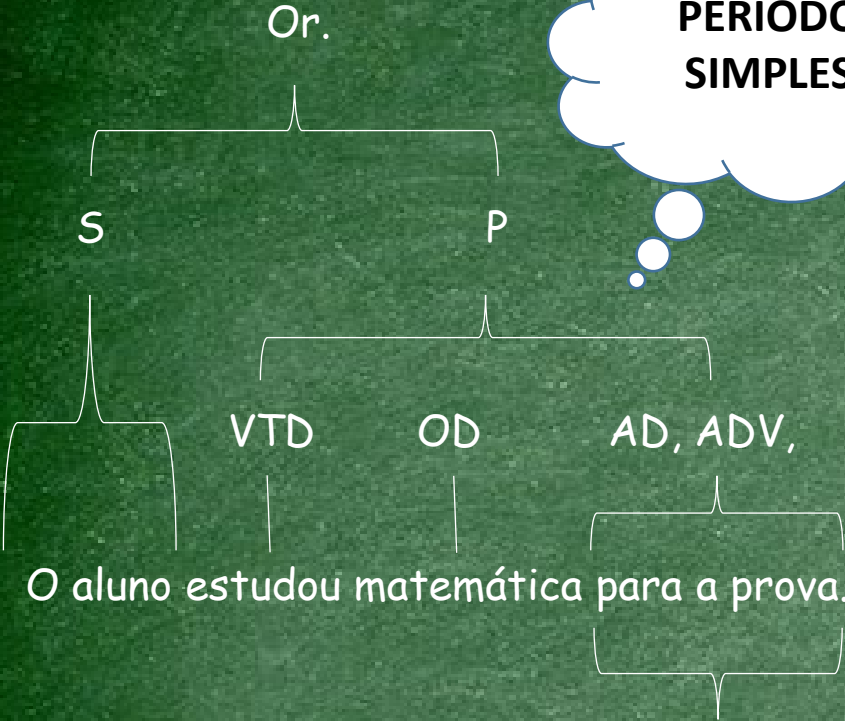 Or.
PERÍODO
SIMPLES
S
P
VTD
OD
AD, ADV,
O aluno estudou matemática para a prova.